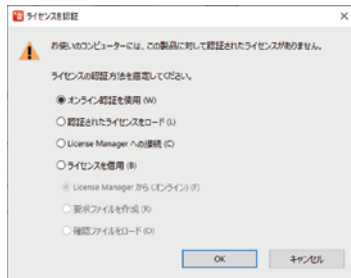 ライセンスを認証
お使いのコンピューターには、この製品に対して認証されたライセンスがありません。
ライセンスの認証方法を指定してください。
オンライン認証を使用 (W)
認証されたライセンスをロード (L)
License Manager への接続 (C)
ライセンスを借用 (B)
License Manager から (オンライン) (F)
要求ファイルを作成 (R)
確認ファイルをロード (O)
OK キャンセル